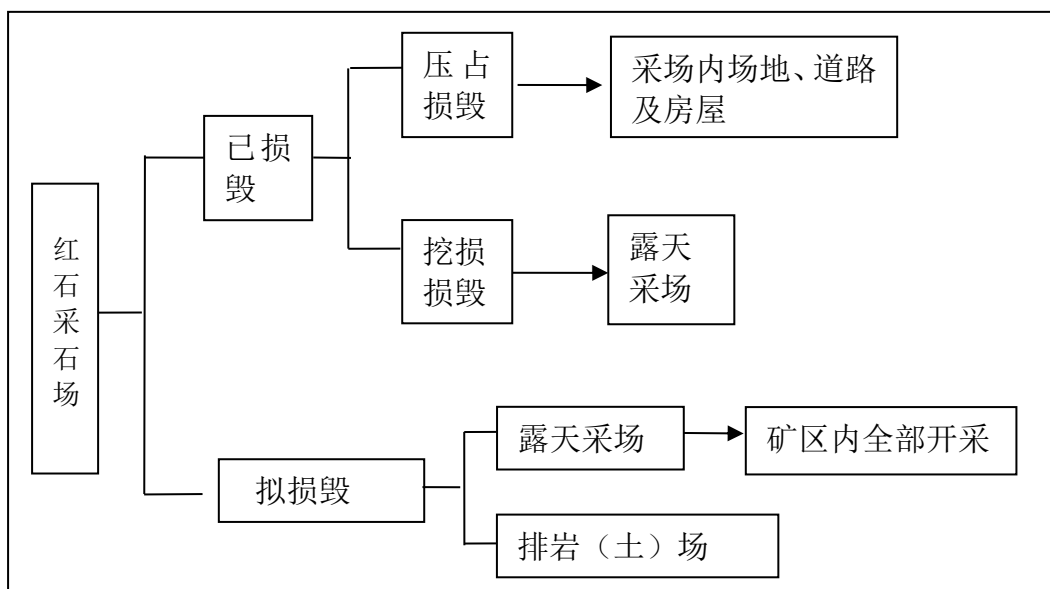 红石采石场
已损
毁
压占
损毁
采场内场地、道路
及房屋
挖损
损毁
露天
采场
拟损毁
露天采场
矿区内全部开采
排岩（土）场